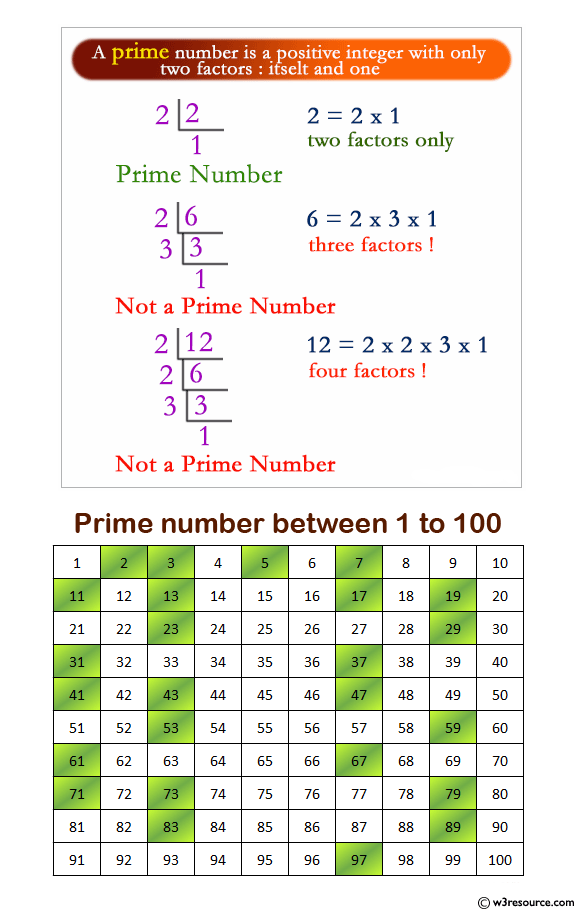 A prime number is a positive integer with only
two factors : itselt and one
2 2
1
2 = 2 x 1
two factors only
Prime Number
2 6
3 3
1
6 = 2 x 3 x 1
three factors !
Not a Prime Number
2 12
2 6
3 3
1
12 = 2 x 2 x 3 x 1
four factors !
Not a Prime Number
Prime number between 1 to 100
1 2 3 4 5 6 7 8 9 10
11 12 13 14 15 16 17 18 19 20
21 22 23 24 25 26 27 28 29 30
31 32 33 34 35 36 37 38 39 40
41 42 43 44 45 46 47 48 49 50
51 52 53 54 55 56 57 58 59 60
61 62 63 64 65 66 67 68 69 70
71 72 73 74 75 76 77 78 79 80
81 82 83 84 85 86 87 88 89 90
91 92 93 94 95 96 97 98 99 100
© w3resource.com